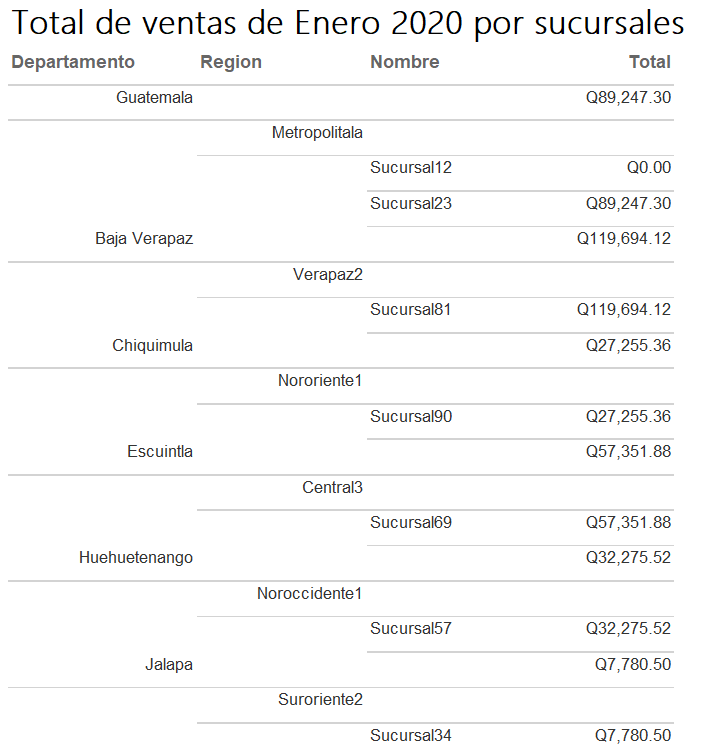 Total de ventas de Enero 2020 por sucursales
Departamento Region Nombre Total
Guatemala Q89,247.30
Metropolitala
Sucursal12 Q0.00
Sucursal23 Q89,247.30
Baja Verapaz Q119,694.12
Verapaz2
Sucursal81 Q119,694.12
Chiquimula Q27,255.36
Nororiente1
Sucursal90 Q27,255.36
Escuintla Q57,351.88
Central3
Sucursal69 Q57,351.88
Huehuetenango Q32,275.52
Noroccidente1
Sucursal57 Q32,275.52
Jalapa Q7,780.50
Suroriente2
Sucursal34 Q7,780.50